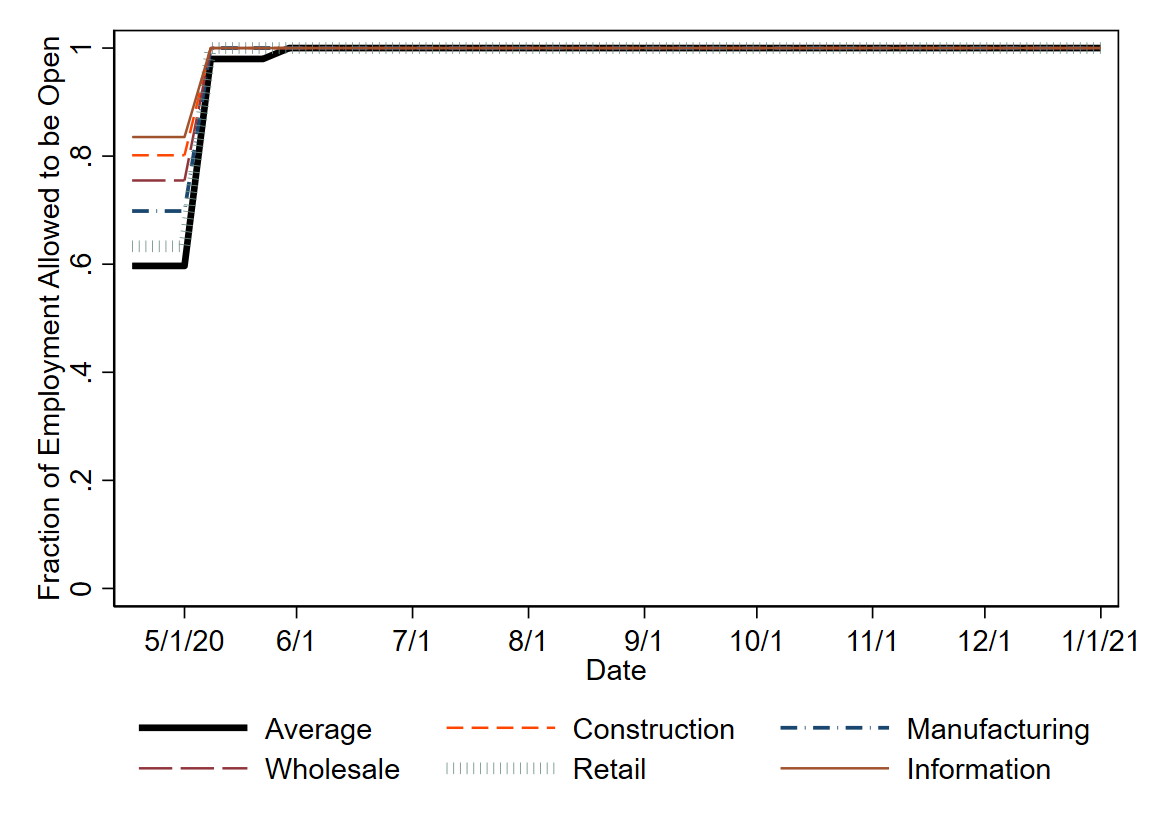 Fraction of Employment Allowed to be Open
1
.8
.6
.4
.2
0
5/1/20 6/1 7/1 8/1 9/1 10/1 11/1 12/1 1/1/21
Date
Average Construction Manufacturing
Wholesale Retail Information